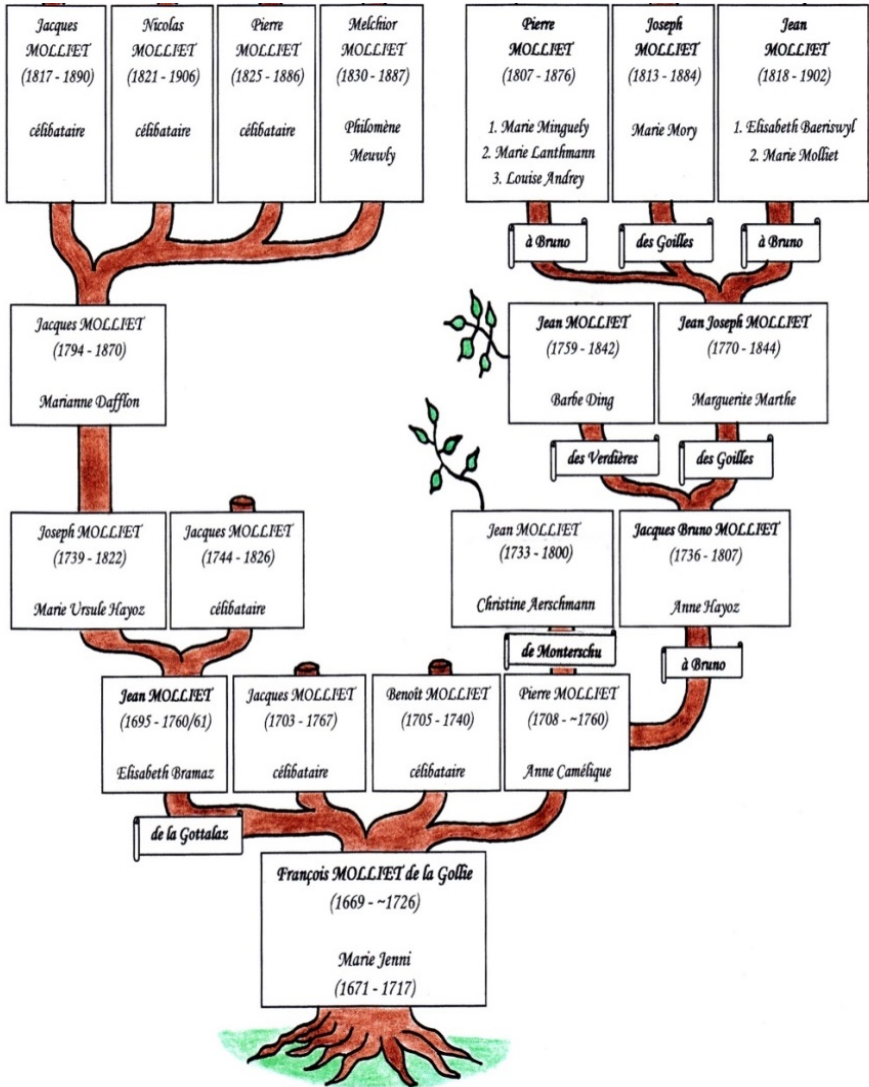 Jacques
MOLLIET
(1817 - 1890)
célibataire
Nicolas
MOLLIET
(1821 - 1906)
célibataire
Pierre
MOLLIET
(1825 - 1886)
célibataire
Melchior
MOLLIET
(1830 - 1887)
Philomène
Meuwly
Pierre
MOLLIET
(1807 - 1876)
1. Marie Minguely
2. Marie Lanthmann
3. Louise Andrey
Joseph
MOLLIET
(1813 - 1884)
Marie Mory
Jean
MOLLIET
(1818 - 1902)
1. Elisabeth Baeriswyl
2. Marie Molliet
à Bruno
des Goilles
à Bruno
Jacques MOLLIET
(1794 - 1870)
Marianne Dafflon
Jean MOLLIET
(1759 - 1842)
Barbe Ding
Jean Joseph MOLLIET
(1770 - 1844)
Marguerite Marthe
des Verdières
des Goilles
Joseph MOLLIET
(1739 - 1822)
Marie Ursule Hayoz
Jacques MOLLIET
(1744 - 1826)
célibataire
Jean MOLLIET
(1733 - 1800)
Christine Aerschmann
Jacques Bruno MOLLIET
(1736 - 1807)
Anne Hayoz
de Monterschu
à Bruno
Jean MOLLIET
(1695 - 1760/61)
Elisabeth Bramaz
Jacques MOLLIET
(1703 - 1767)
célibataire
Benoît MOLLIET
(1705 - 1740)
célibataire
Pierre MOLLIET
(1708 - ~1760)
Anne Camélique
de la Gottalaz
François MOLLIET de la Gollie
(1669 - ~1726)
Marie Jenni
(1671 - 1717)